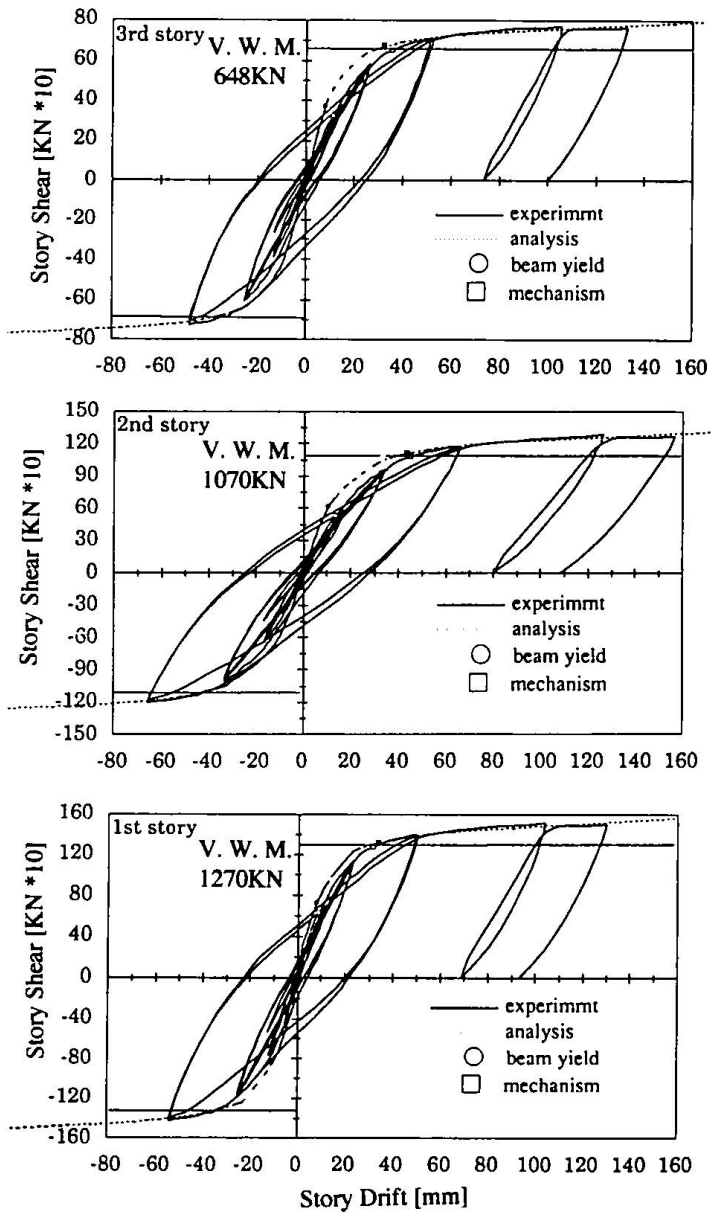 3rd story
V. W. M.
648KN
Story Shear [KN *10]
80
60
40
20
0
-20
-40
-60
-80
experimrnt
analysis
beam yield
mechanism
-80 -60 -40 -20 0 20 40 60 80 100 120 140 160
2nd story
V. W. M.
1070KN
Story Shear [KN *10]
150
120
90
60
30
0
-30
-60
-90
-120
-150
experimrnt
analysis
beam yield
mechanism
-80 -60 -40 -20 0 20 40 60 80 100 120 140 160
1st story
V. W. M.
1270KN
Story Shear [KN *10]
160
120
80
40
0
-40
-80
-120
-160
experimrnt
analysis
beam yield
mechanism
-80 -60 -40 -20 0 20 40 60 80 100 120 140 160
Story Drift [mm]